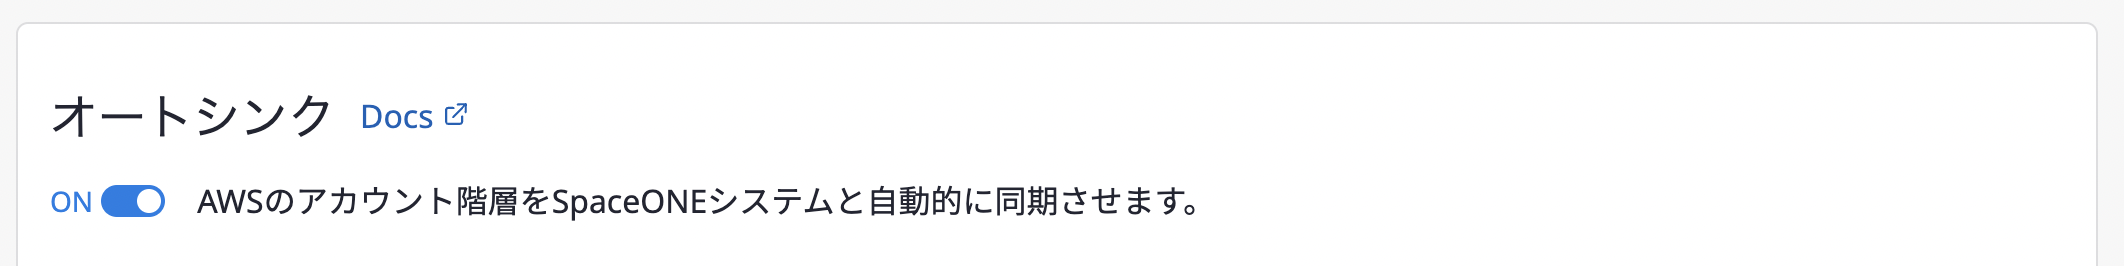 オートシンク Docs
ON AWSのアカウント階層をSpaceONEシステムと自動的に同期させます。